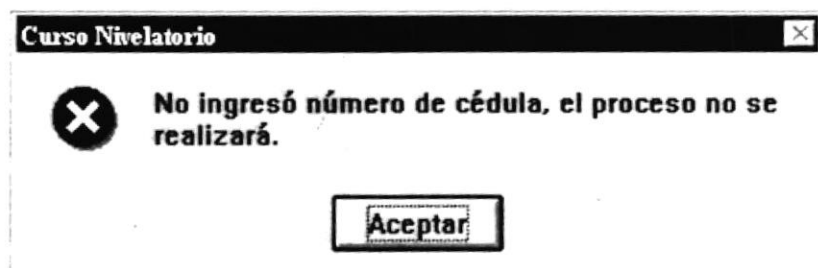 Curso Nivelatorio
No ingresó número de cédula, el proceso no se
realizará.
Aceptar